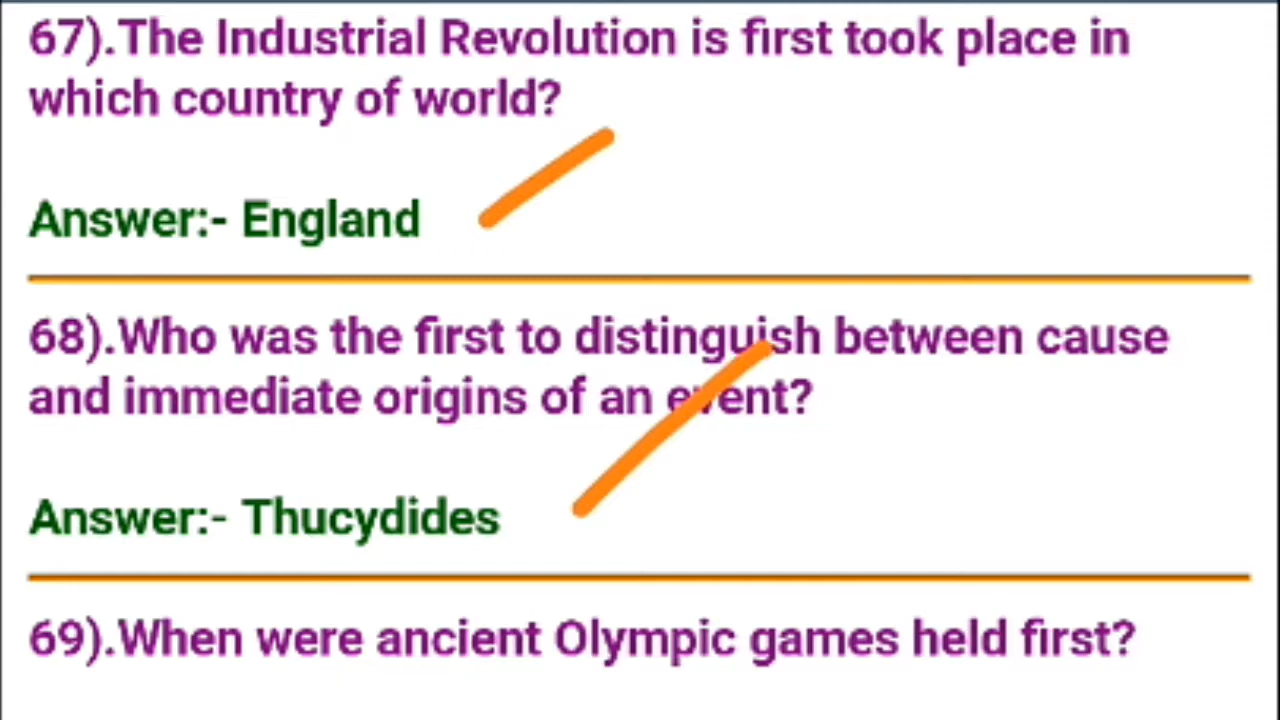 67).The Industrial Revolution is first took place in
which country of world?
Answer:- England
68).Who was the first to distinguish between cause
and immediate origins of an event?
Answer:- Thucydides
69).When were ancient Olympic games held first?